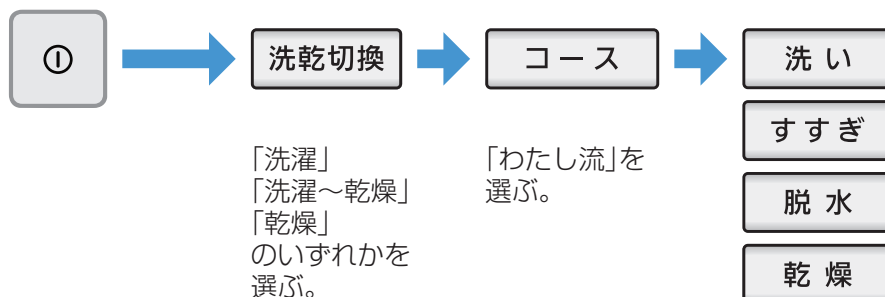 洗乾切換
「洗濯」
「洗濯～乾燥」
「乾燥」
のいずれかを
選ぶ。
コース
「わたし流」を
選ぶ。
洗い
すすぎ
脱水
乾燥